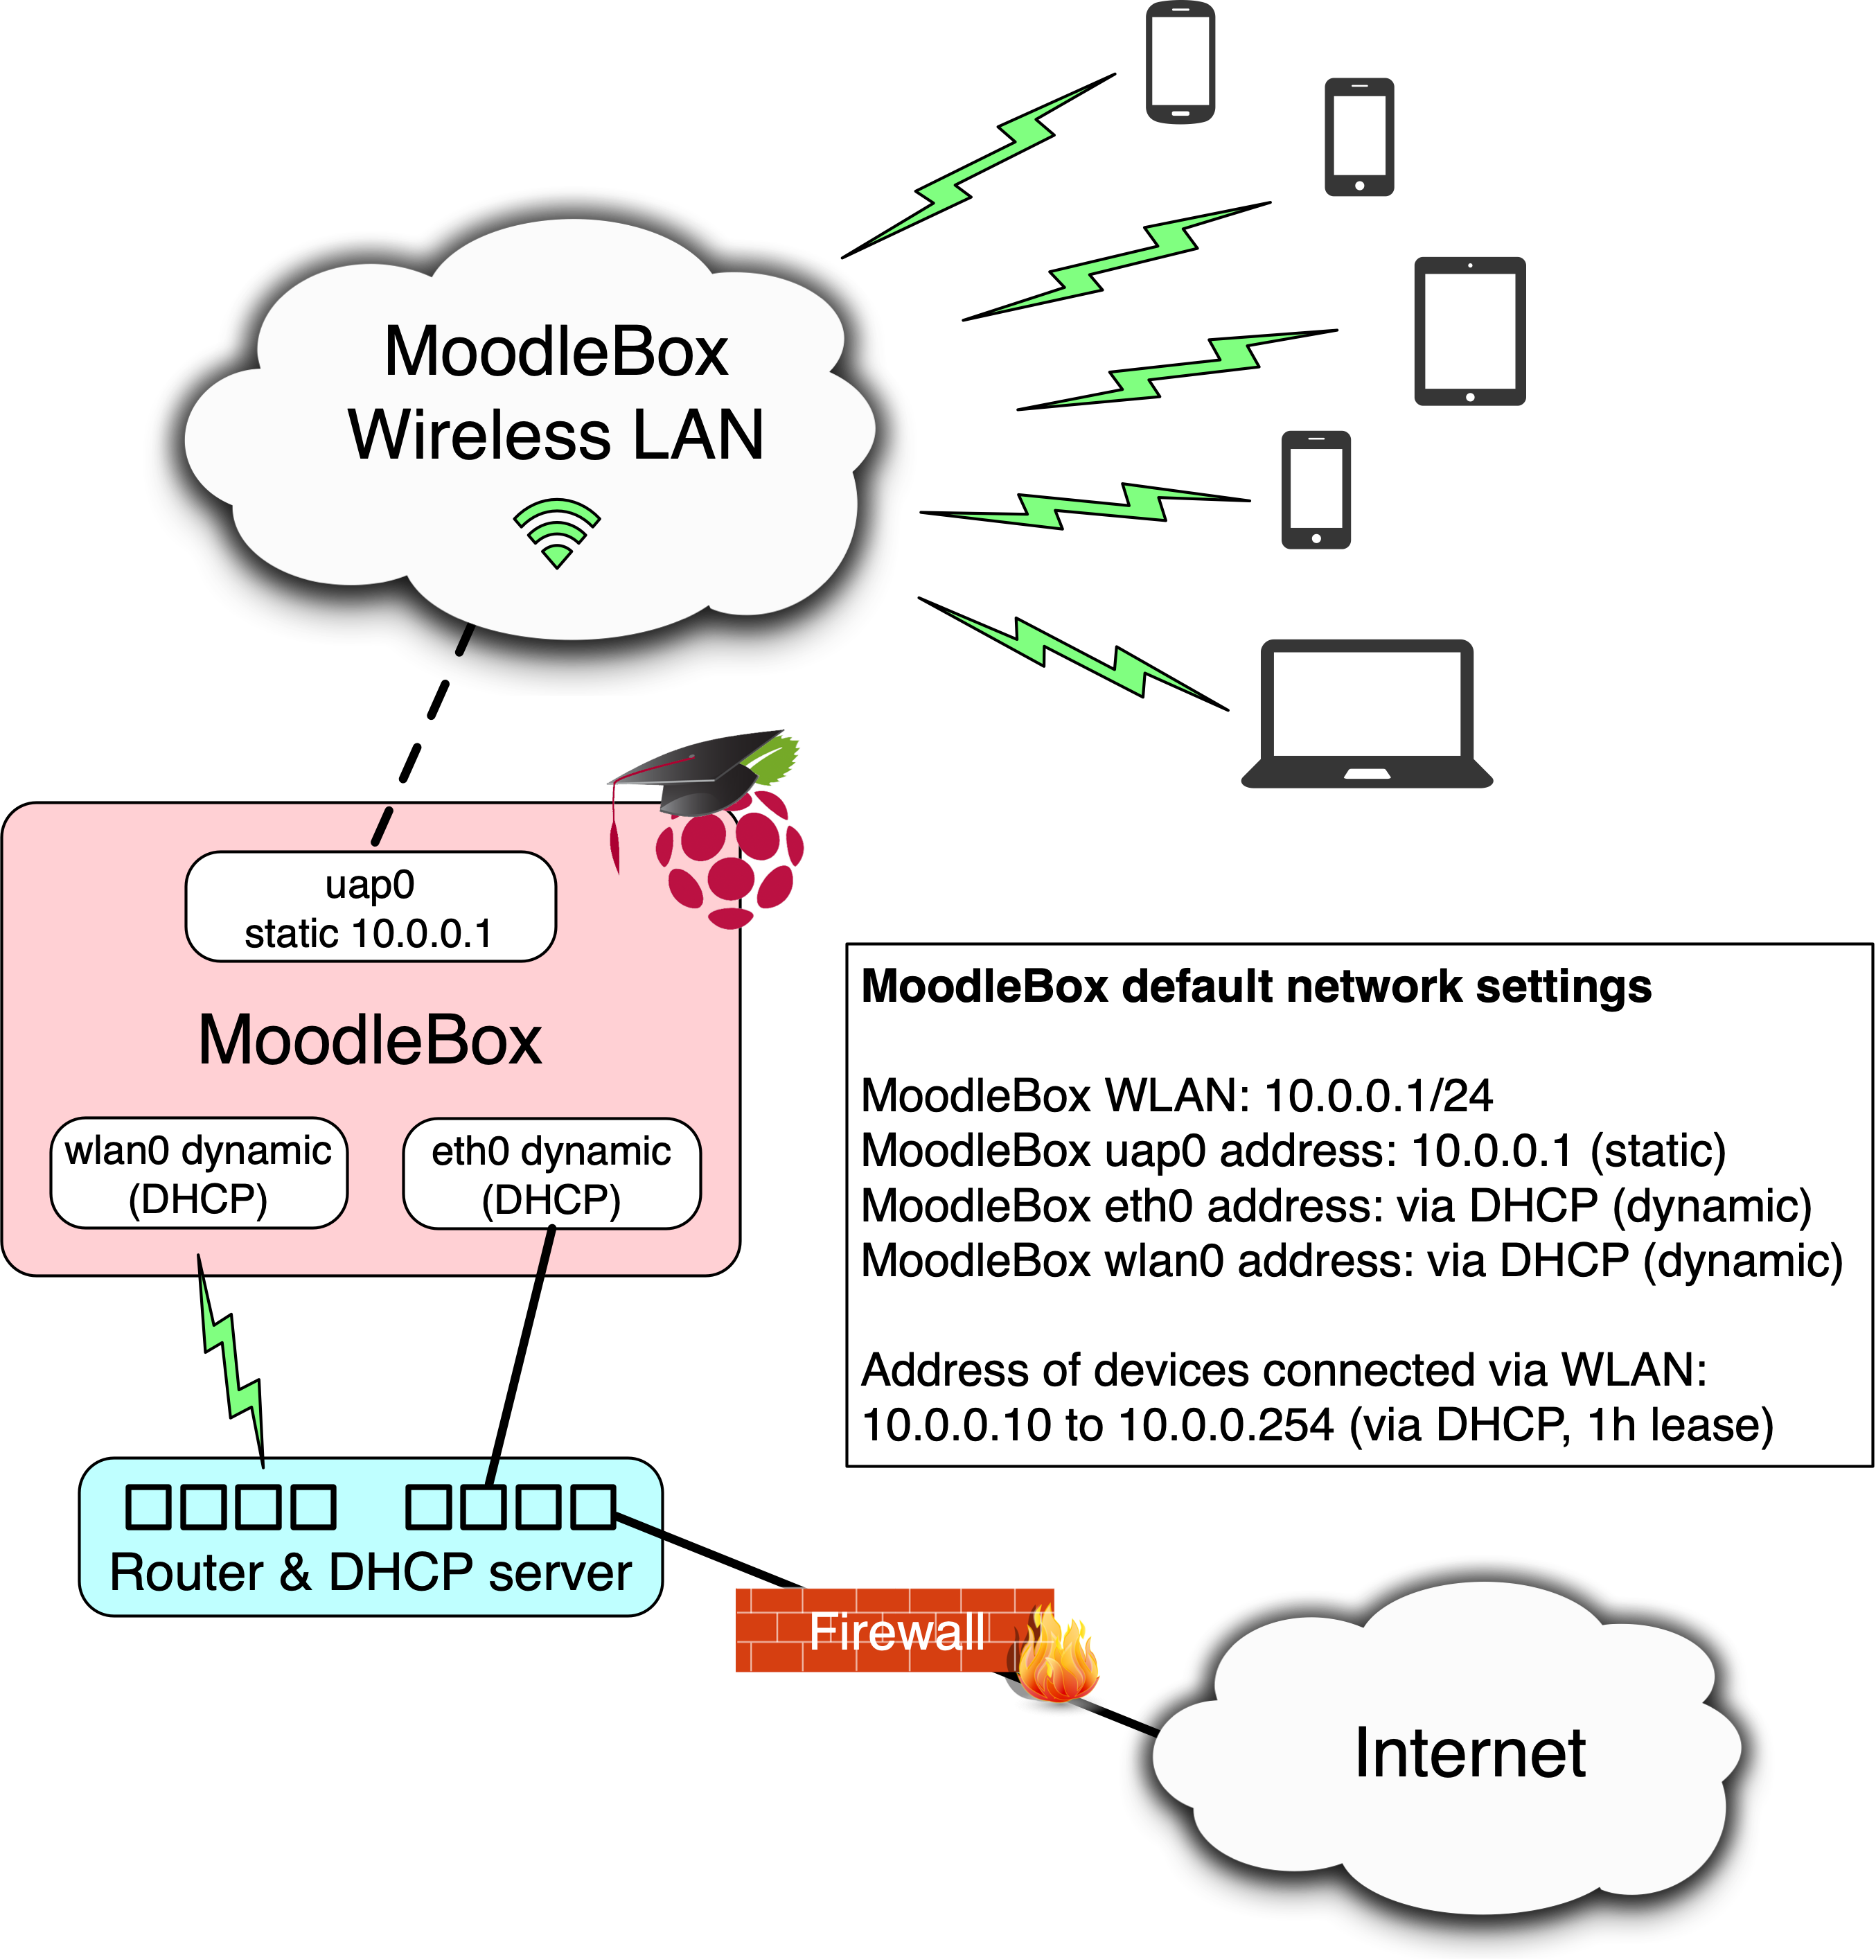 MoodleBox
Wireless LAN
uap0
static 10.0.0.1
MoodleBox
wlan0 dynamic
(DHCP)
eth0 dynamic
(DHCP)
MoodleBox default network settings
MoodleBox WLAN: 10.0.0.1/24
MoodleBox uap0 address: 10.0.0.1 (static)
MoodleBox eth0 address: via DHCP (dynamic)
MoodleBox wlan0 address: via DHCP (dynamic)
Address of devices connected via WLAN:
10.0.0.10 to 10.0.0.254 (via DHCP, 1h lease)
Router & DHCP server
Firewall
Internet